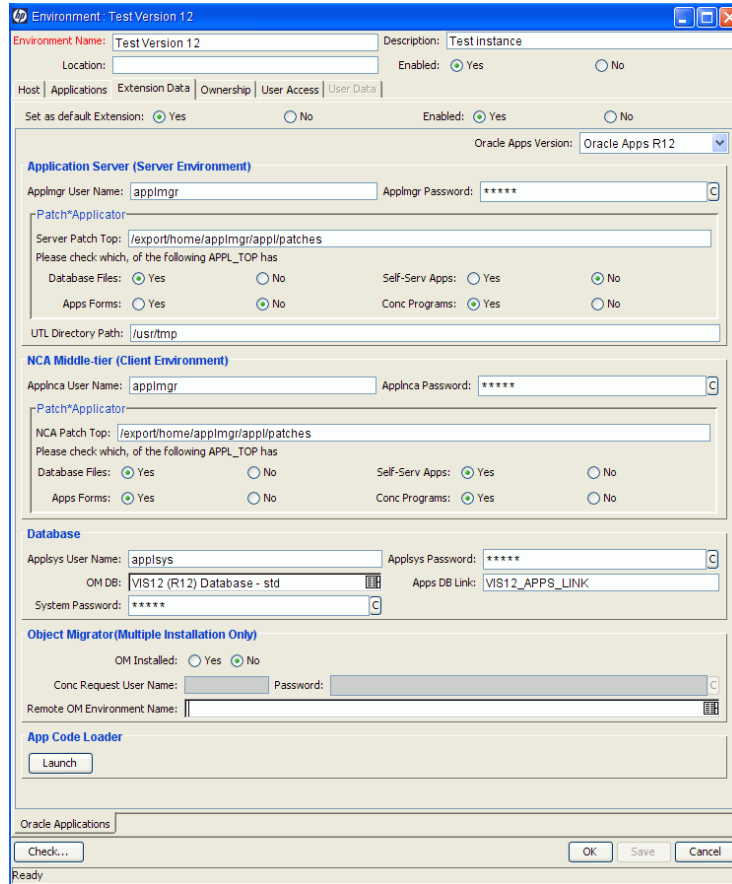 hp Environment : Test Version 12
Environment Name: Test Version 12 Description: Test instance
Location: Enabled: Yes No
Host Applications Extension Data Ownership User Access User Data
Set as default Extension: Yes No Enabled: Yes No
Oracle Apps Version: Oracle Apps R12
Application Server (Server Environment)
Applmgr User Name: applmgr Applmgr Password: ***** C
Patch*Applicator
Server Patch Top: /export/home/applmgr/appl/patches
Please check which, of the following APPL_TOP has
Database Files: Yes No Self-Serv Apps: Yes No
Apps Forms: Yes No Conc Programs: Yes No
UTL Directory Path: /usr/tmp
NCA Middle-tier (Client Environment)
Applnca User Name: applmgr Applnca Password: ***** C
Patch*Applicator
NCA Patch Top: /export/home/applmgr/appl/patches
Please check which, of the following APPL_TOP has
Database Files: Yes No Self-Serv Apps: Yes No
Apps Forms: Yes No Conc Programs: Yes No
Database
Applsys User Name: applsys Applsys Password: ***** C
OM DB: VIS12 (R12) Database - std Apps DB Link: VIS12_APPS_LINK
System Password: ***** C
Object Migrator(Multiple Installation Only)
OM Installed: Yes No
Conc Request User Name: Password: C
Remote OM Environment Name:
App Code Loader
Launch
Oracle Applications
Check... OK Save Cancel
Ready